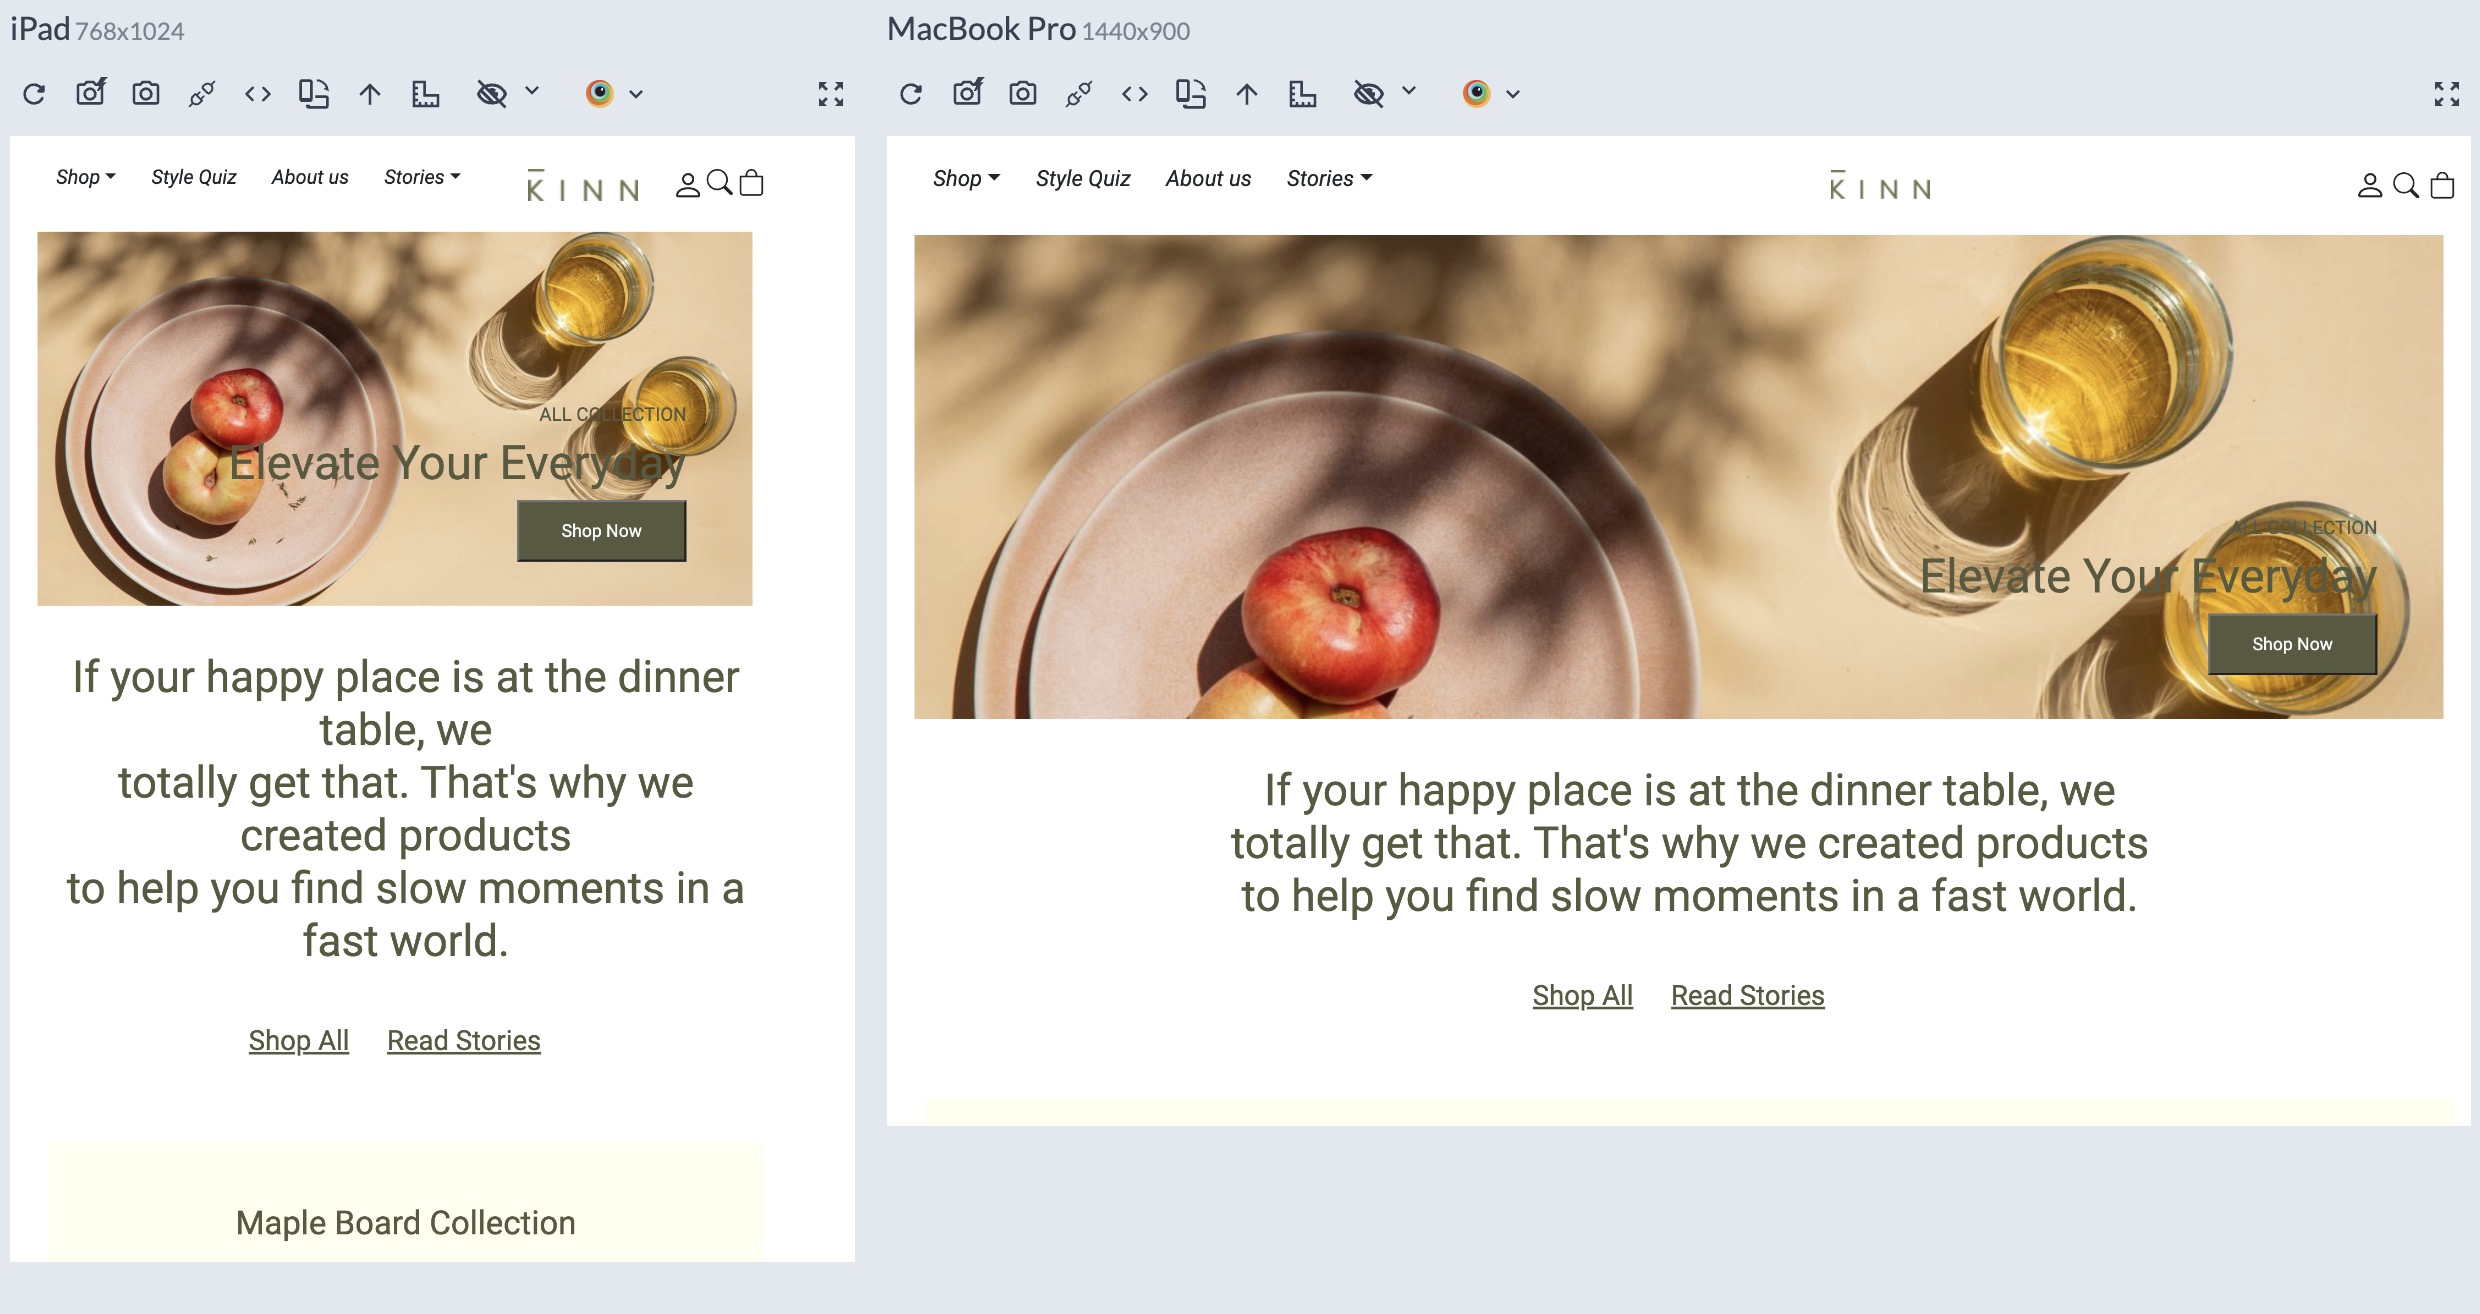 iPad 768x1024
Shop Style Quiz About us Stories K̅INN
ALL COLLECTION
Elevate Your Everyday
Shop Now
If your happy place is at the dinner
table, we
totally get that. That's why we
created products
to help you find slow moments in a
fast world.
Shop All Read Stories
Maple Board Collection
MacBook Pro 1440x900
Shop Style Quiz About us Stories K̅INN
ALL COLLECTION
Elevate Your Everyday
Shop Now
If your happy place is at the dinner table, we
totally get that. That's why we created products
to help you find slow moments in a fast world.
Shop All Read Stories